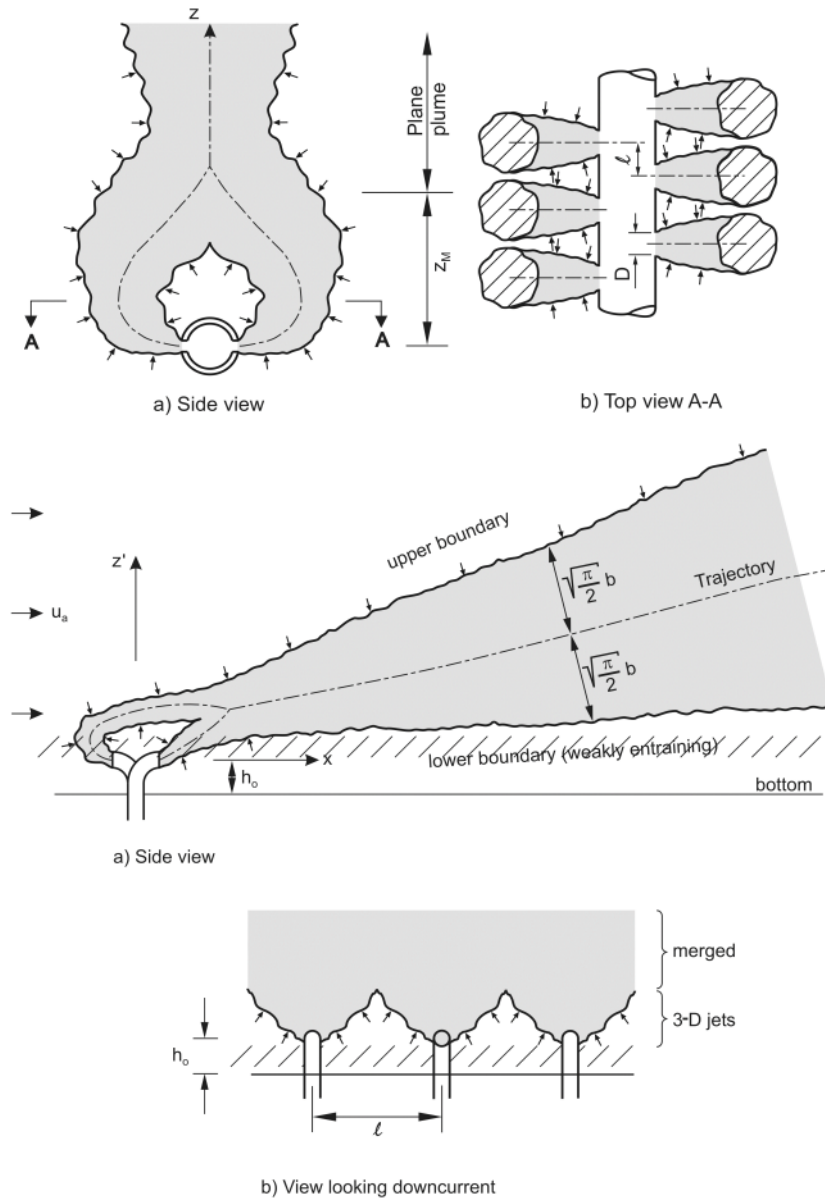 z
Plane
plume
z_M
A
A
a) Side view
ℓ
D
b) Top view A-A
upper boundary
z'
√π/2 b
Trajectory
u_a
√π/2 b
x
lower boundary (weakly entraining)
h_o
bottom
a) Side view
merged
3-D jets
h_o
ℓ
b) View looking downcurrent